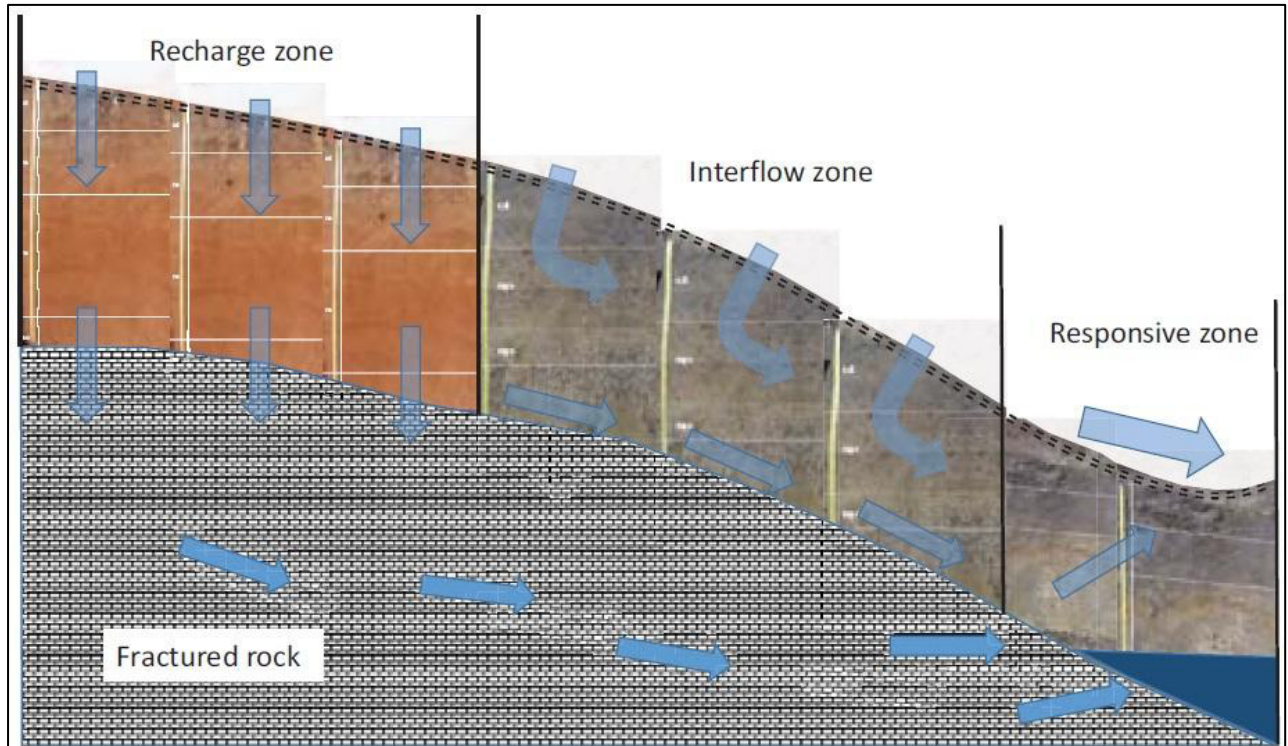 Recharge zone
Interflow zone
Responsive zone
Fractured rock